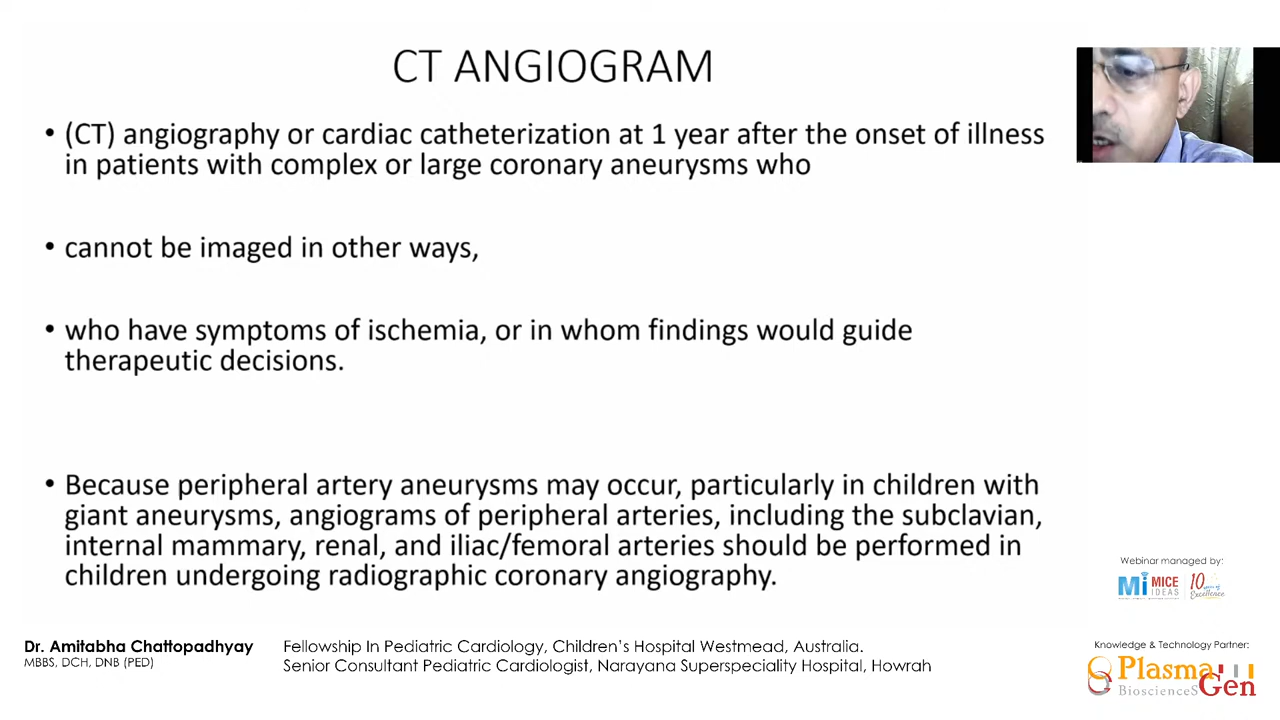 CT ANGIOGRAM
• (CT) angiography or cardiac catheterization at 1 year after the onset of illness
in patients with complex or large coronary aneurysms who
• cannot be imaged in other ways,
• who have symptoms of ischemia, or in whom findings would guide
therapeutic decisions.
• Because peripheral artery aneurysms may occur, particularly in children with
giant aneurysms, angiograms of peripheral arteries, including the subclavian,
internal mammary, renal, and iliac/femoral arteries should be performed in
children undergoing radiographic coronary angiography.
Webinar managed by:
Mi MICE
IDEAS
10 years of
Excellence
Dr. Amitabha Chattopadhyay
MBBS, DCH, DNB (PED)
Fellowship In Pediatric Cardiology, Children's Hospital Westmead, Australia.
Senior Consultant Pediatric Cardiologist, Narayana Superspeciality Hospital, Howrah
Knowledge & Technology Partner:
Plasma
BioscienceS Gen